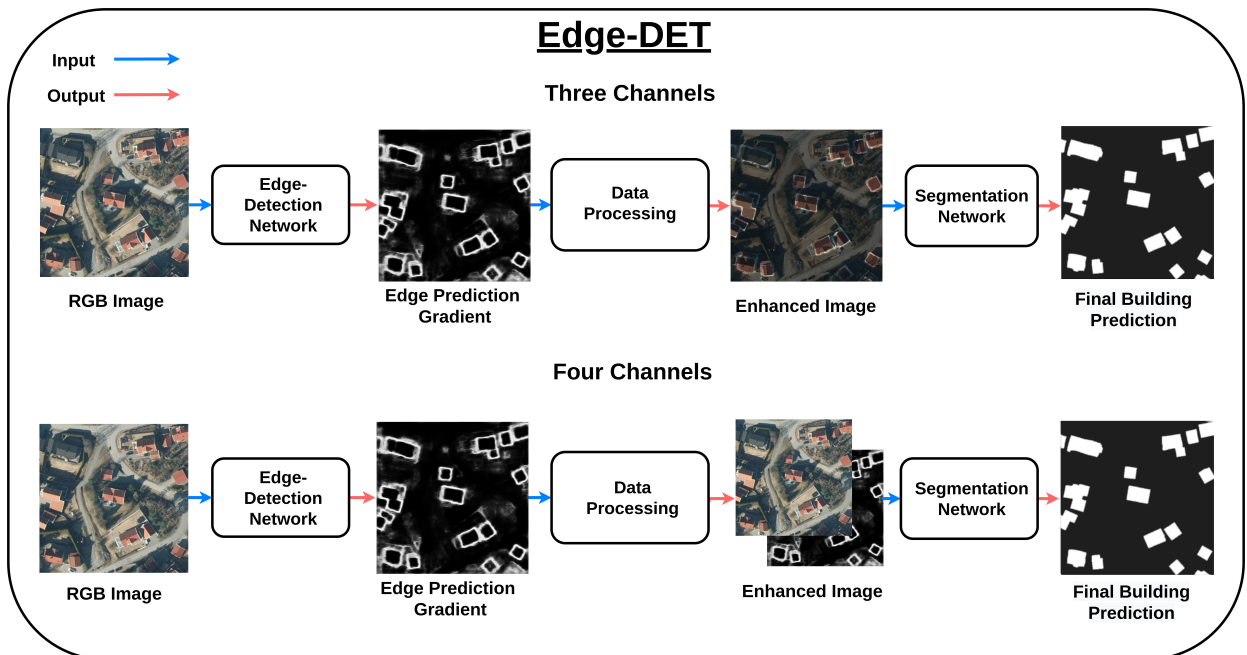 Edge-DET
Input
Output
Three Channels
Edge-
Detection
Network
Data
Processing
Segmentation
Network
RGB Image
Edge Prediction
Gradient
Enhanced Image
Final Building
Prediction
Four Channels
Edge-
Detection
Network
Data
Processing
Segmentation
Network
RGB Image
Edge Prediction
Gradient
Enhanced Image
Final Building
Prediction